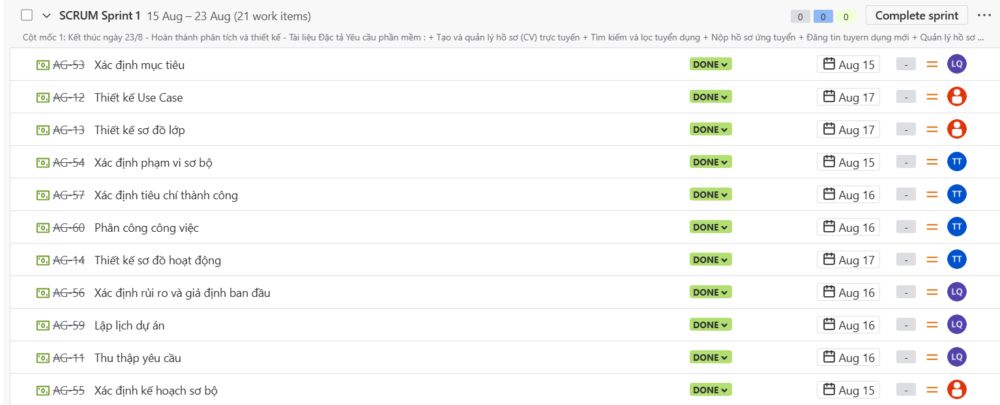 SCRUM Sprint 1 15 Aug – 23 Aug (21 work items) 0 0 0 Complete sprint
Cột mốc 1: Kết thúc ngày 23/8 - Hoàn thành phân tích và thiết kế - Tài liệu Đặc tả Yêu cầu phần mềm : + Tạo và quản lý hồ sơ (CV) trực tuyến + Tìm kiếm và lọc tuyển dụng + Nộp hồ sơ ứng tuyển + Đăng tin tuyern dụng mới + Quản lý hồ sơ ...
AG-53 Xác định mục tiêu DONE Aug 15 - LQ
AG-12 Thiết kế Use Case DONE Aug 17 -
AG-13 Thiết kế sơ đồ lớp DONE Aug 17 -
AG-54 Xác định phạm vi sơ bộ DONE Aug 15 - TT
AG-57 Xác định tiêu chí thành công DONE Aug 16 - TT
AG-60 Phân công công việc DONE Aug 16 - TT
AG-14 Thiết kế sơ đồ hoạt động DONE Aug 17 - TT
AG-56 Xác định rủi ro và giả định ban đầu DONE Aug 16 - LQ
AG-59 Lập lịch dự án DONE Aug 16 - LQ
AG-11 Thu thập yêu cầu DONE Aug 16 - LQ
AG-55 Xác định kế hoạch sơ bộ DONE Aug 15 -